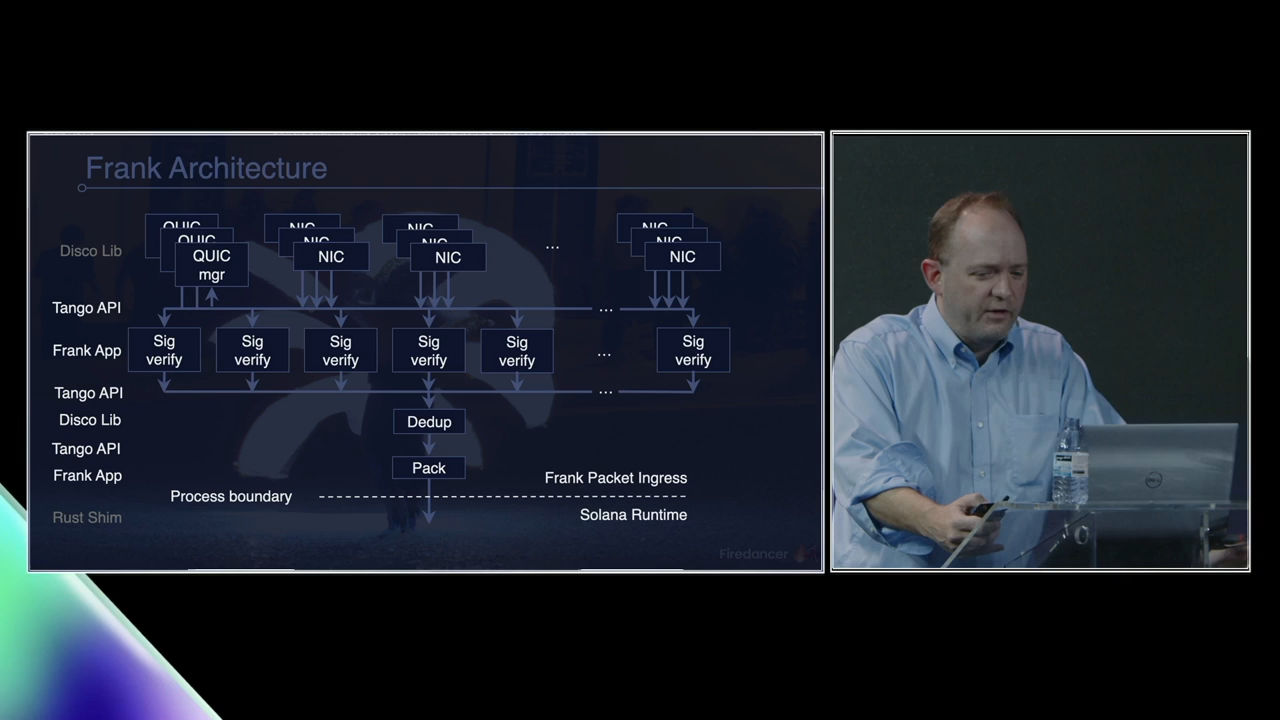 Frank Architecture
Disco Lib
QUIC
QUIC
QUIC
mgr
NIC
NIC
NIC
NIC
NIC
NIC
...
NIC
NIC
NIC
Tango API
...
Frank App
Sig
verify
Sig
verify
Sig
verify
Sig
verify
Sig
verify
...
Sig
verify
Tango API
...
Disco Lib
Dedup
Tango API
Frank App
Pack
Frank Packet Ingress
Process boundary
Rust Shim
Solana Runtime
Firedancer
DELL